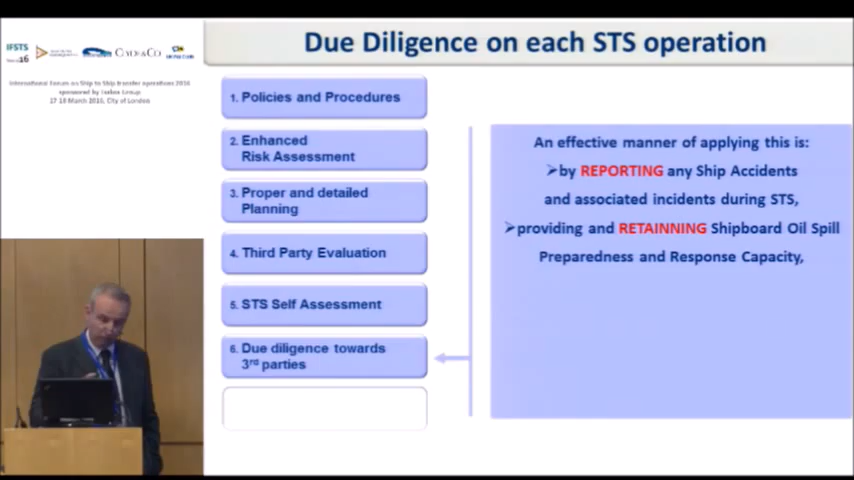 Due Diligence on each STS operation
IFSTS
16
CLYDE&CO
International Forum on Ship to Ship transfer operations 2016
17-18 March 2016, City of London
1. Policies and Procedures
2. Enhanced
Risk Assessment
3. Proper and detailed
Planning
4. Third Party Evaluation
5. STS Self Assessment
6. Due diligence towards
3rd parties
An effective manner of applying this is:
➢by REPORTING any Ship Accidents
and associated incidents during STS,
➢providing and RETAINNING Shipboard Oil Spill
Preparedness and Response Capacity,